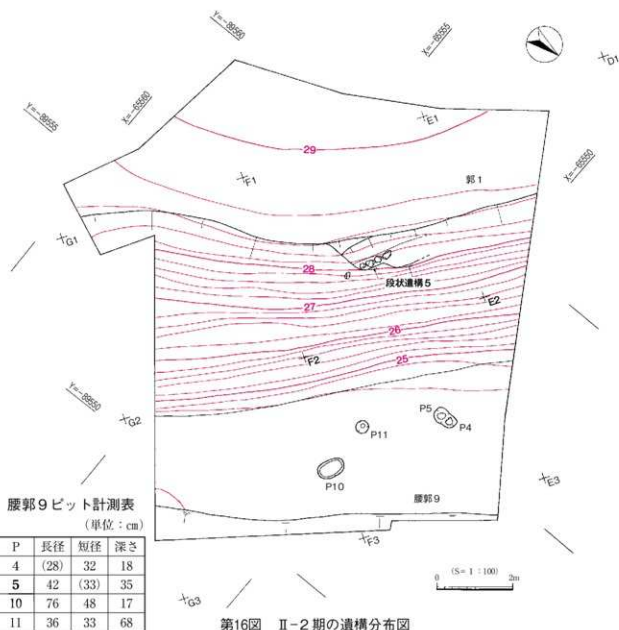 Y=-89560
X=-65555
D1
Y=-89555
X=-65560
E1
29
F1
郭1
X=-65550
G1
28
段状遺構5
27
E2
26
F2
25
Y=-89550
G2
P5
P4
P11
P10
E3
腰郭9
F3
G3
腰郭9ピット計測表
(単位:cm)
P 長径 短径 深さ
4 (28) 32 18
5 42 (33) 35
10 76 48 17
11 36 33 68
(S=1:100)
0 2m
第16図 Ⅱ-2期の遺構分布図